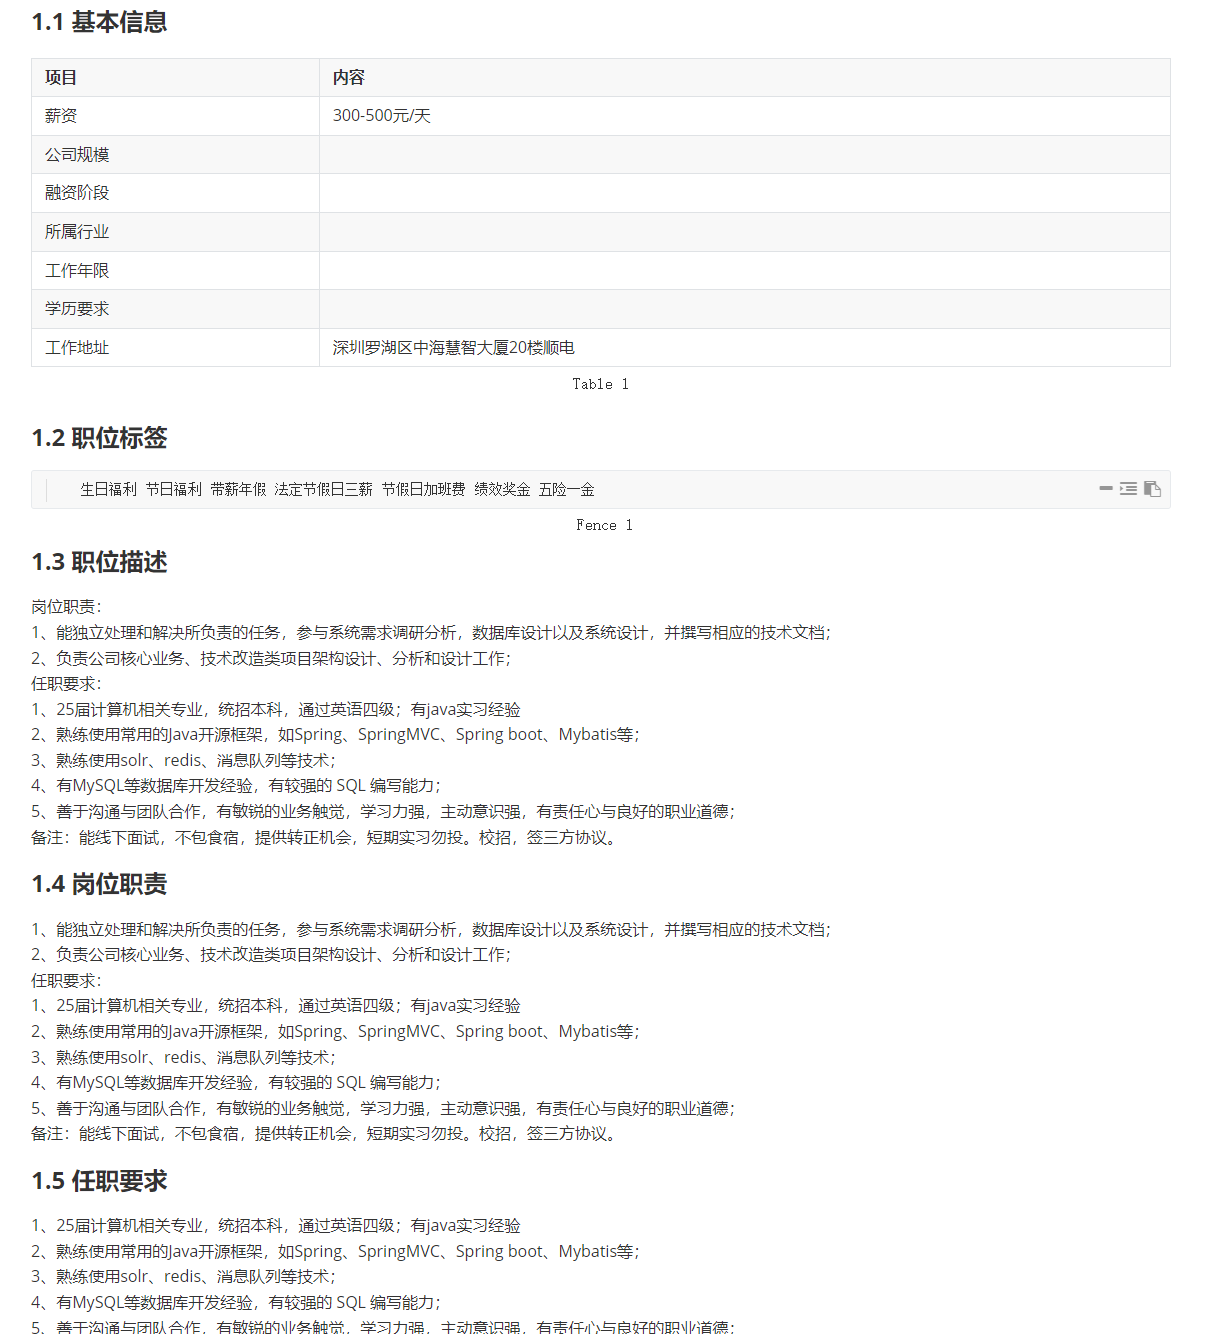 1.1 基本信息
项目 内容
薪资 300-500元/天
公司规模
融资阶段
所属行业
工作年限
学历要求
工作地址 深圳罗湖区中海慧智大厦20楼顺电
Table 1
1.2 职位标签
生日福利 节日福利 带薪年假 法定节假日三薪 节假日加班费 绩效奖金 五险一金
Fence 1
1.3 职位描述
岗位职责：
1、能独立处理和解决所负责的任务，参与系统需求调研分析，数据库设计以及系统设计，并撰写相应的技术文档；
2、负责公司核心业务、技术改造类项目架构设计、分析和设计工作；
任职要求：
1、25届计算机相关专业，统招本科，通过英语四级；有java实习经验
2、熟练使用常用的Java开源框架，如Spring、SpringMVC、Spring boot、Mybatis等；
3、熟练使用solr、redis、消息队列等技术；
4、有MySQL等数据库开发经验，有较强的 SQL 编写能力；
5、善于沟通与团队合作，有敏锐的业务触觉，学习力强，主动意识强，有责任心与良好的职业道德；
备注：能线下面试，不包食宿，提供转正机会，短期实习勿投。校招，签三方协议。
1.4 岗位职责
1、能独立处理和解决所负责的任务，参与系统需求调研分析，数据库设计以及系统设计，并撰写相应的技术文档；
2、负责公司核心业务、技术改造类项目架构设计、分析和设计工作；
任职要求：
1、25届计算机相关专业，统招本科，通过英语四级；有java实习经验
2、熟练使用常用的Java开源框架，如Spring、SpringMVC、Spring boot、Mybatis等；
3、熟练使用solr、redis、消息队列等技术；
4、有MySQL等数据库开发经验，有较强的 SQL 编写能力；
5、善于沟通与团队合作，有敏锐的业务触觉，学习力强，主动意识强，有责任心与良好的职业道德；
备注：能线下面试，不包食宿，提供转正机会，短期实习勿投。校招，签三方协议。
1.5 任职要求
1、25届计算机相关专业，统招本科，通过英语四级；有java实习经验
2、熟练使用常用的Java开源框架，如Spring、SpringMVC、Spring boot、Mybatis等；
3、熟练使用solr、redis、消息队列等技术；
4、有MySQL等数据库开发经验，有较强的 SQL 编写能力；
5、善于沟通与团队合作，有敏锐的业务触觉，学习力强，主动意识强，有责任心与良好的职业道德；